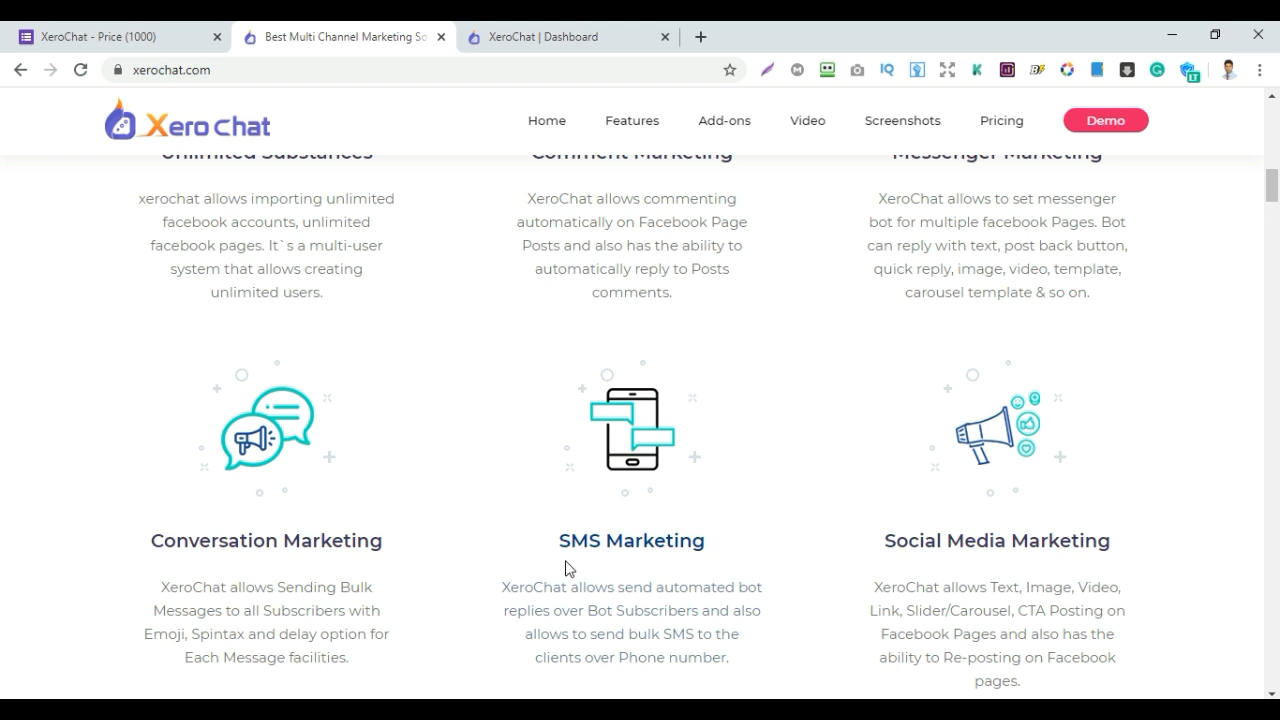 XeroChat - Price (1000)
Best Multi Channel Marketing So
XeroChat | Dashboard
xerochat.com
Xero Chat
Home
Features
Add-ons
Video
Screenshots
Pricing
Demo
Unlimited Substances
Comment Marketing
Messenger Marketing
xerochat allows importing unlimited
facebook accounts, unlimited
facebook pages. It`s a multi-user
system that allows creating
unlimited users.
XeroChat allows commenting
automatically on Facebook Page
Posts and also has the ability to
automatically reply to Posts
comments.
XeroChat allows to set messenger
bot for multiple facebook Pages. Bot
can reply with text, post back button,
quick reply, image, video, template,
carousel template & so on.
Conversation Marketing
XeroChat allows Sending Bulk
Messages to all Subscribers with
Emoji, Spintax and delay option for
Each Message facilities.
SMS Marketing
XeroChat allows send automated bot
replies over Bot Subscribers and also
allows to send bulk SMS to the
clients over Phone number.
Social Media Marketing
XeroChat allows Text, Image, Video,
Link, Slider/Carousel, CTA Posting on
Facebook Pages and also has the
ability to Re-posting on Facebook
pages.